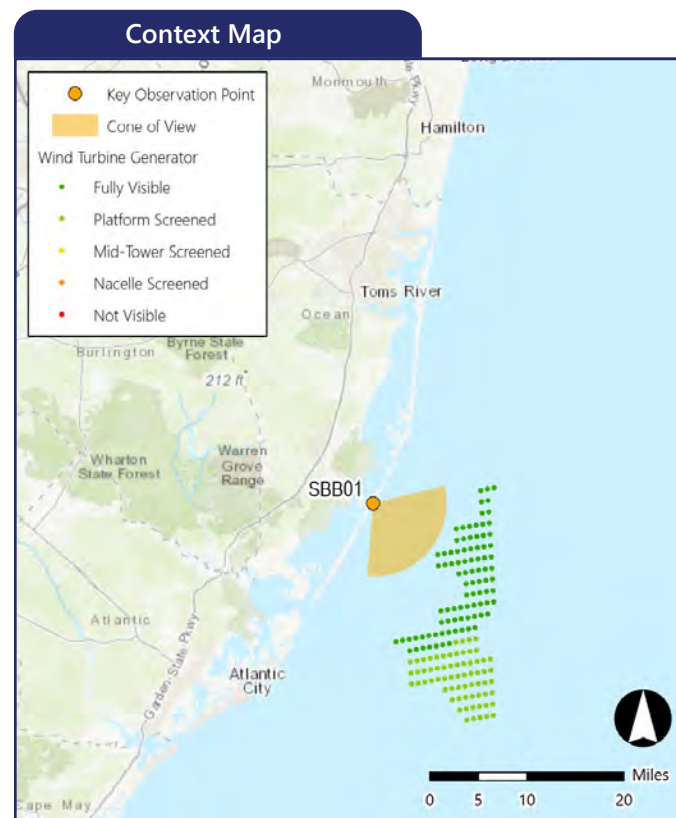 Context Map
Key Observation Point
Cone of View
Wind Turbine Generator
Fully Visible
Platform Screened
Mid-Tower Screened
Nacelle Screened
Not Visible
Monmouth
Pkwy
Hamilton
Toms River
Ocean
Burlington
Byrne State
Forest
212 ft
Wharton
State Forest
Warren
Grove
Range
SBB01
Atlantic
Garden State Pkwy
Atlantic
City
Cape May
Miles
0 5 10 20